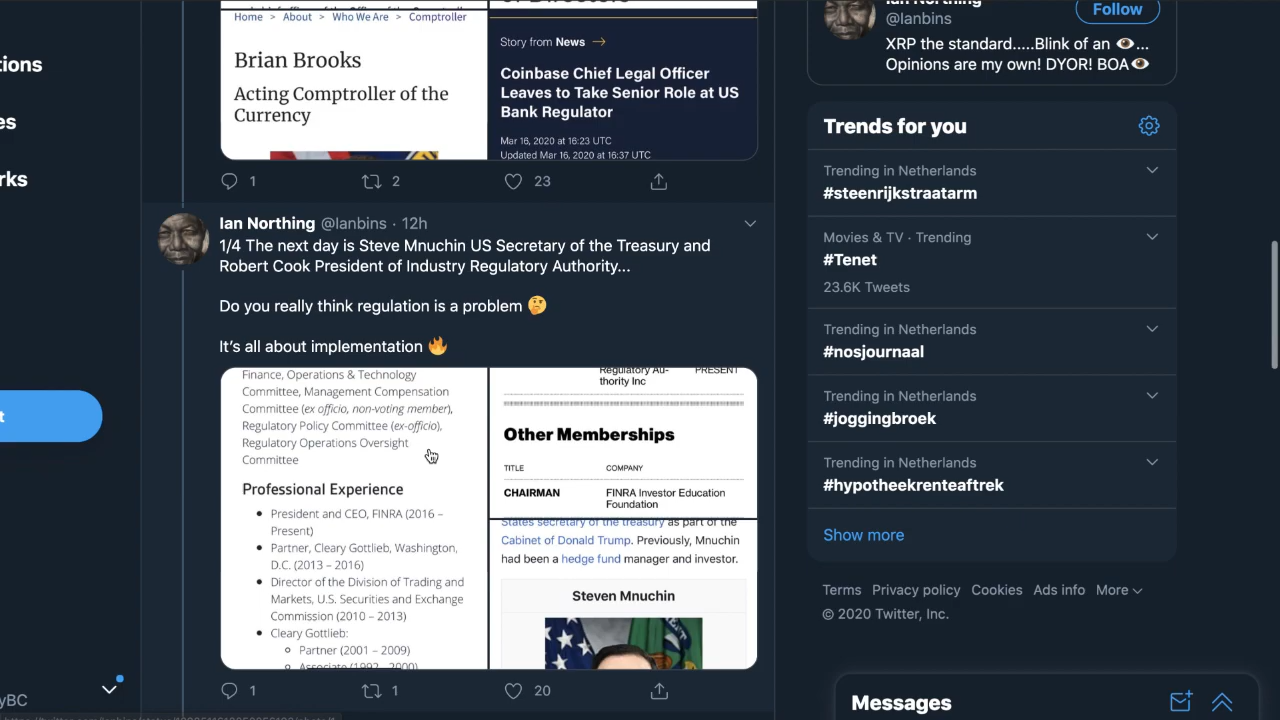 Home > About > Who We Are > Comptroller
Brian Brooks
Acting Comptroller of the
Currency
of Directors
Story from News →
Coinbase Chief Legal Officer
Leaves to Take Senior Role at US
Bank Regulator
Mar 16, 2020 at 16:23 UTC
Updated Mar 16, 2020 at 16:37 UTC
1
2
23
Ian Northing @Ianbins · 12h
1/4 The next day is Steve Mnuchin US Secretary of the Treasury and
Robert Cook President of Industry Regulatory Authority...
Do you really think regulation is a problem 🤔
It's all about implementation 🔥
Finance, Operations & Technology
Committee, Management Compensation
Committee (ex officio, non-voting member),
Regulatory Policy Committee (ex-officio),
Regulatory Operations Oversight
Committee
Professional Experience
• President and CEO, FINRA (2016 –
Present)
• Partner, Cleary Gottlieb, Washington,
D.C. (2013 – 2016)
• Director of the Division of Trading and
Markets, U.S. Securities and Exchange
Commission (2010 – 2013)
• Cleary Gottlieb:
Partner (2001 – 2009)
Associate (1992 – 2000)
Regulatory Au-
thority Inc
PRESENT
Other Memberships
TITLE
COMPANY
CHAIRMAN
FINRA Investor Education
Foundation
States secretary of the treasury as part of the
Cabinet of Donald Trump. Previously, Mnuchin
had been a hedge fund manager and investor.
Steven Mnuchin
1
1
20
tions
es
rks
t
yBC
Ian Northing
@Ianbins
Follow
XRP the standard.....Blink of an 👁...
Opinions are my own! DYOR! BOA👁
Trends for you
Trending in Netherlands
#steenrijkstraatarm
Movies & TV · Trending
#Tenet
23.6K Tweets
Trending in Netherlands
#nosjournaal
Trending in Netherlands
#joggingbroek
Trending in Netherlands
#hypotheekrenteaftrek
Show more
Terms Privacy policy Cookies Ads info More
© 2020 Twitter, Inc.
Messages